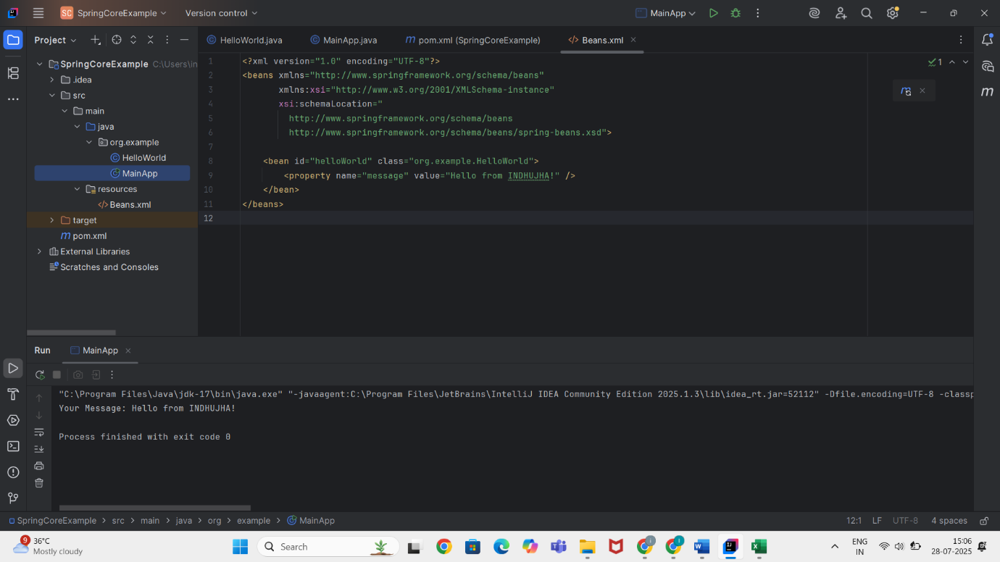 SC SpringCoreExample Version control MainApp
Project
HelloWorld.java MainApp.java pom.xml (SpringCoreExample) Beans.xml
SpringCoreExample C:\Users\in
.idea
src
main
java
org.example
HelloWorld
MainApp
resources
Beans.xml
target
pom.xml
External Libraries
Scratches and Consoles
1 <?xml version="1.0" encoding="UTF-8"?>
2 <beans xmlns="http://www.springframework.org/schema/beans"
3 xmlns:xsi="http://www.w3.org/2001/XMLSchema-instance"
4 xsi:schemaLocation="
5 http://www.springframework.org/schema/beans
6 http://www.springframework.org/schema/beans/spring-beans.xsd">
7
8 <bean id="helloWorld" class="org.example.HelloWorld">
9 <property name="message" value="Hello from INDHUJHA!" />
10 </bean>
11 </beans>
12
1
Run MainApp
"C:\Program Files\Java\jdk-17\bin\java.exe" "-javaagent:C:\Program Files\JetBrains\IntelliJ IDEA Community Edition 2025.1.3\lib\idea_rt.jar=52112" -Dfile.encoding=UTF-8 -classp
Your Message: Hello from INDHUJHA!
Process finished with exit code 0
SpringCoreExample > src > main > java > org > example > MainApp 12:1 LF UTF-8 4 spaces
9 36°C
Mostly cloudy
Search
ENG
IN
15:06
28-07-2025